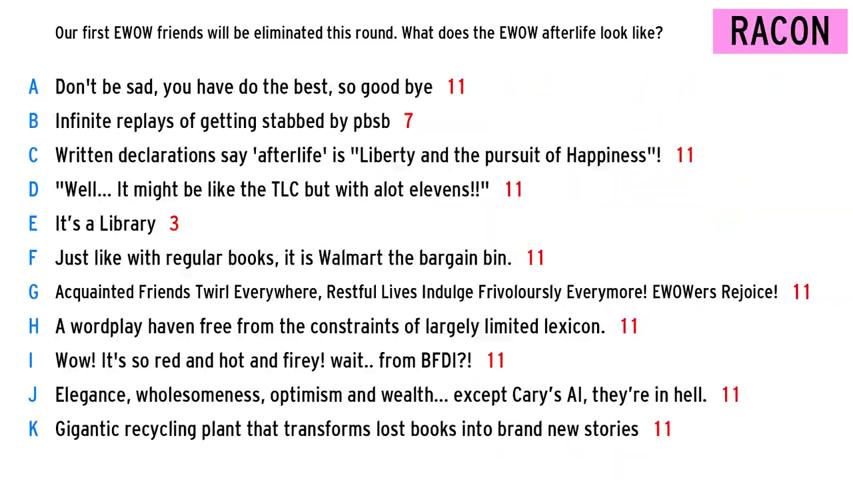 Our first EWOW friends will be eliminated this round. What does the EWOW afterlife look like?
RACON
A Don't be sad, you have do the best, so good bye 11
B Infinite replays of getting stabbed by pbsb 7
C Written declarations say 'afterlife' is "Liberty and the pursuit of Happiness"! 11
D "Well... It might be like the TLC but with alot elevens!!" 11
E It's a Library 3
F Just like with regular books, it is Walmart the bargain bin. 11
G Acquainted Friends Twirl Everywhere, Restful Lives Indulge Frivoloursly Everymore! EWOWers Rejoice! 11
H A wordplay haven free from the constraints of largely limited lexicon. 11
I Wow! It's so red and hot and firey! wait.. from BFDI?! 11
J Elegance, wholesomeness, optimism and wealth... except Cary's AI, they're in hell. 11
K Gigantic recycling plant that transforms lost books into brand new stories 11